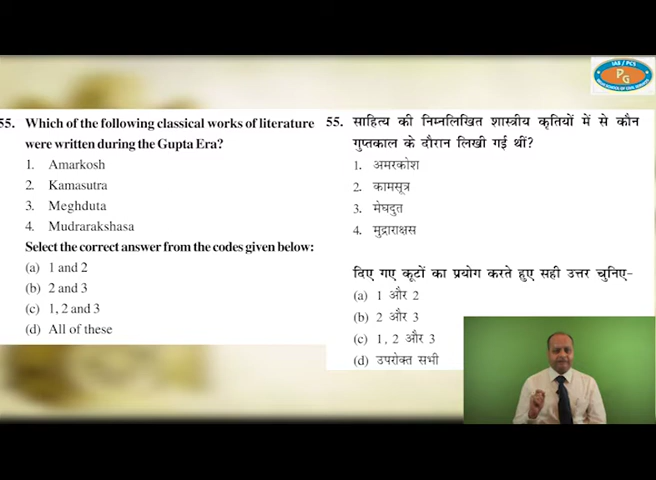 IAS / PCS
PG
55. Which of the following classical works of literature
were written during the Gupta Era?
1. Amarkosh
2. Kamasutra
3. Meghduta
4. Mudrarakshasa
Select the correct answer from the codes given below:
(a) 1 and 2
(b) 2 and 3
(c) 1, 2 and 3
(d) All of these
55. साहित्य की निम्नलिखित शास्त्रीय कृतियों में से कौन
गुप्तकाल के दौरान लिखी गई थीं?
1. अमरकोश
2. कामसूत्र
3. मेघदुत
4. मुद्राराक्षस
दिए गए कूटों का प्रयोग करते हुए सही उत्तर चुनिए-
(a) 1 और 2
(b) 2 और 3
(c) 1, 2 और 3
(d) उपरोक्त सभी